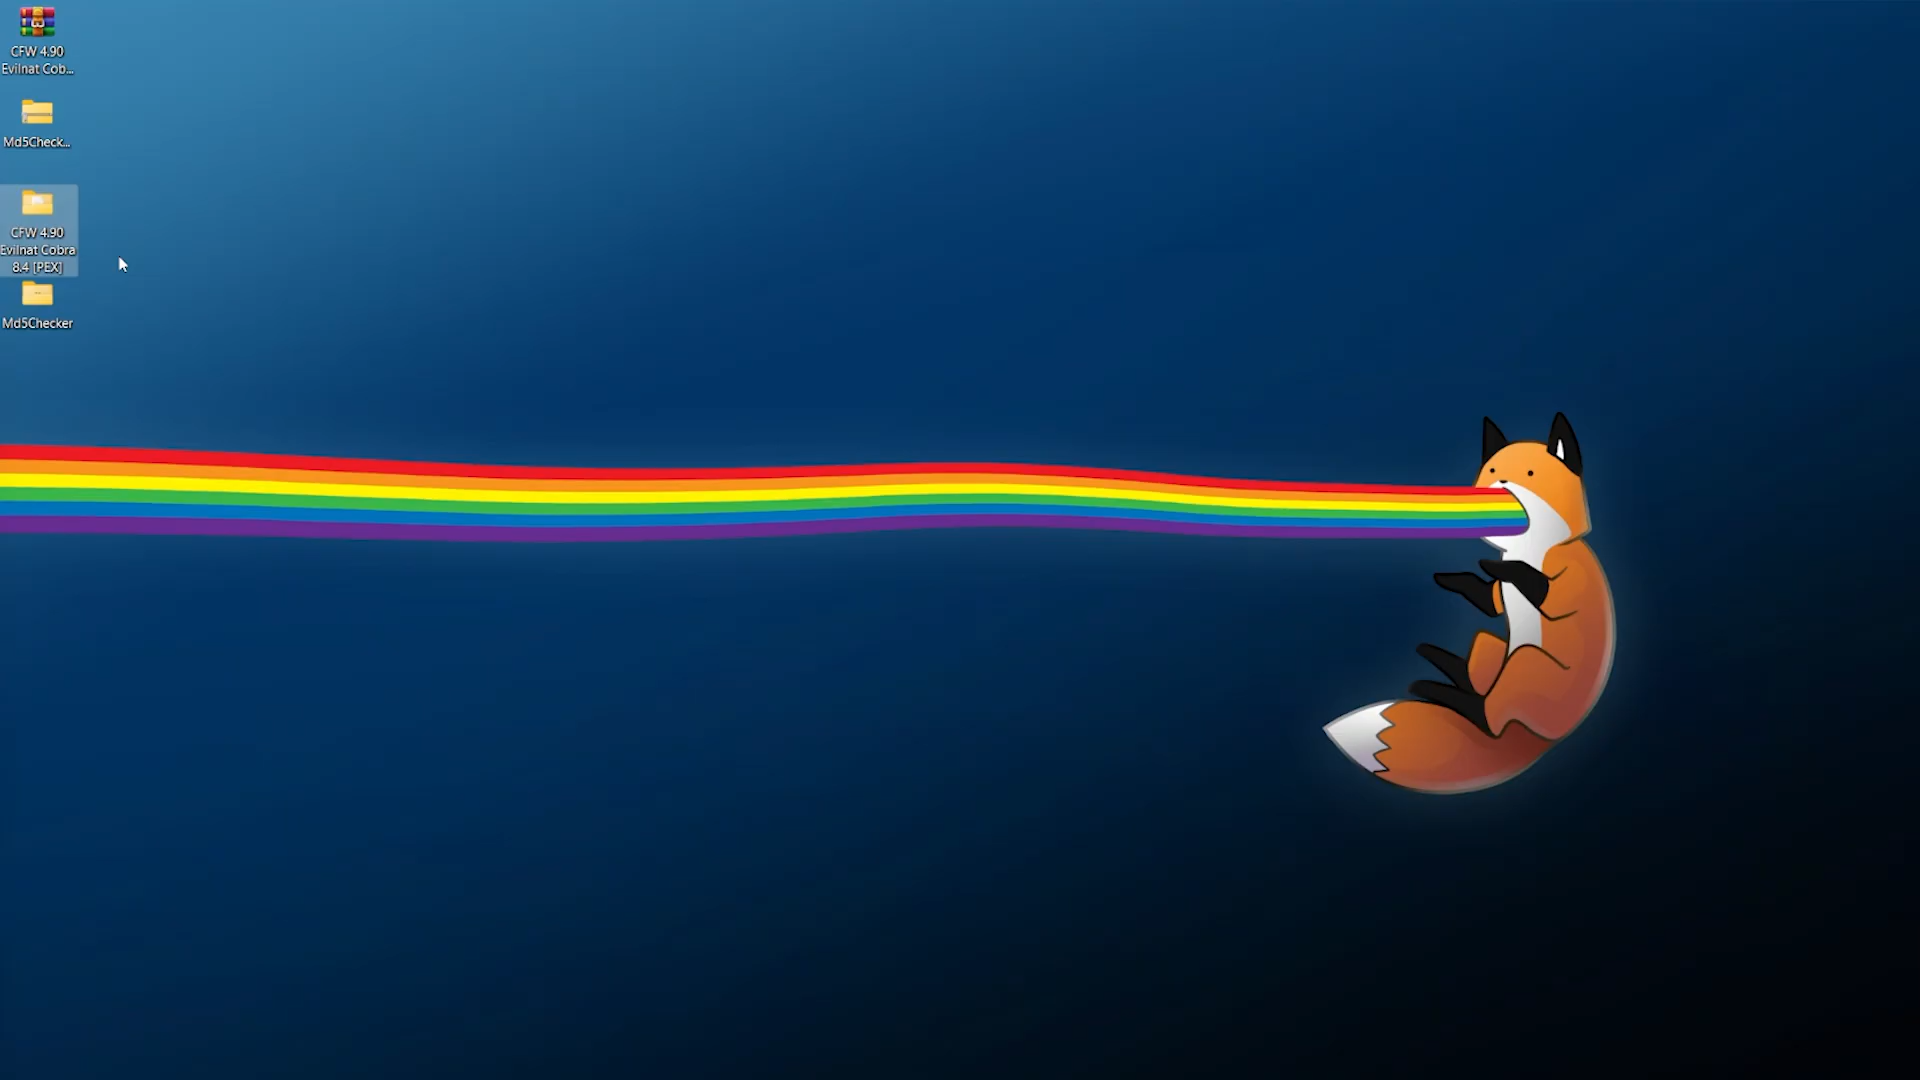 CFW 4.90
Evilnat Cob...
Md5Check...
CFW 4.90
Evilnat Cobra
8.4 [PEX]
Md5Checker